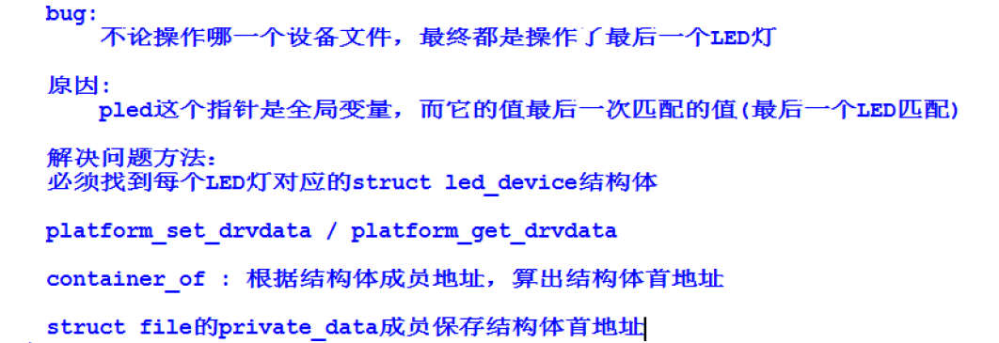 bug:
不论操作哪一个设备文件，最终都是操作了最后一个LED灯
原因:
pled这个指针是全局变量，而它的值最后一次匹配的值(最后一个LED匹配)
解决问题方法：
必须找到每个LED灯对应的struct led_device结构体
platform_set_drvdata / platform_get_drvdata
container_of : 根据结构体成员地址，算出结构体首地址
struct file的private_data成员保存结构体首地址